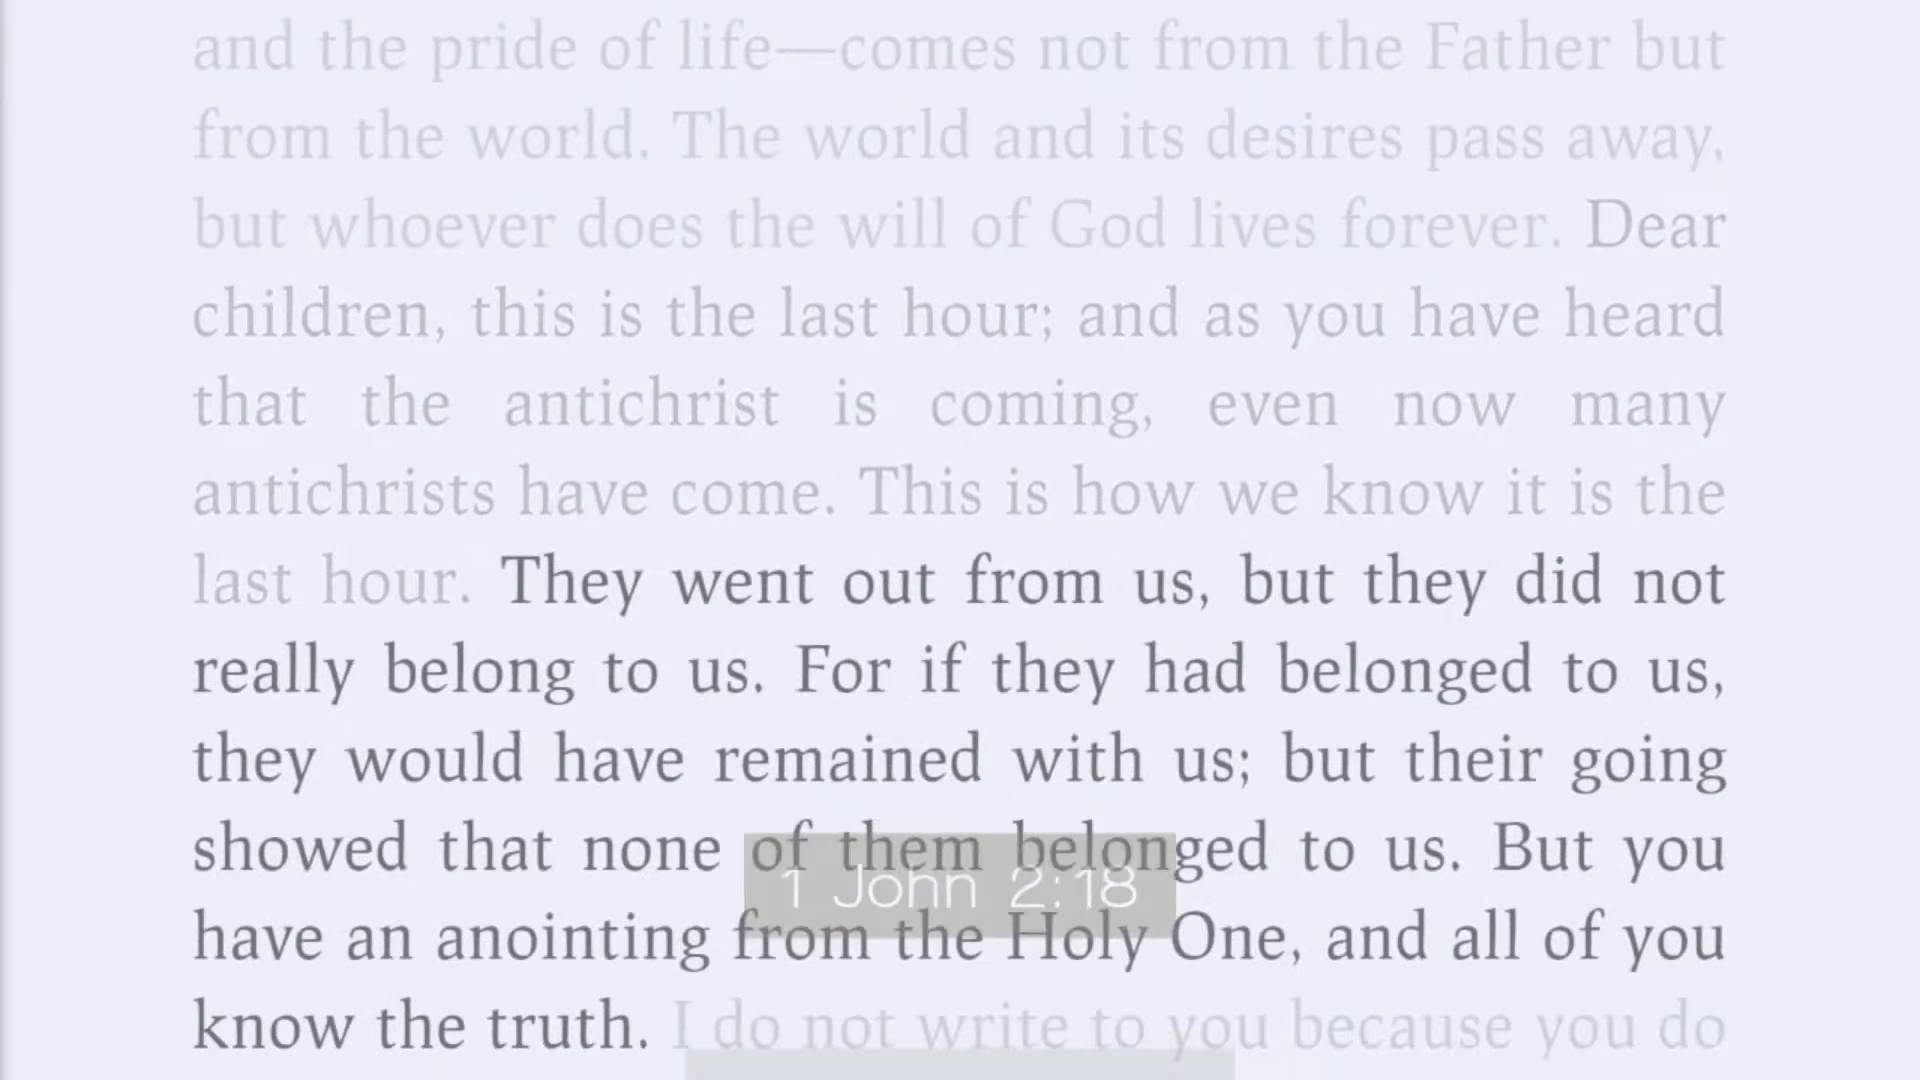 and the pride of life—comes not from the Father but
from the world. The world and its desires pass away,
but whoever does the will of God lives forever. Dear
children, this is the last hour; and as you have heard
that the antichrist is coming, even now many
antichrists have come. This is how we know it is the
last hour. They went out from us, but they did not
really belong to us. For if they had belonged to us,
they would have remained with us; but their going
showed that none of them belonged to us. But you
1 John 2:18
have an anointing from the Holy One, and all of you
know the truth. I do not write to you because you do